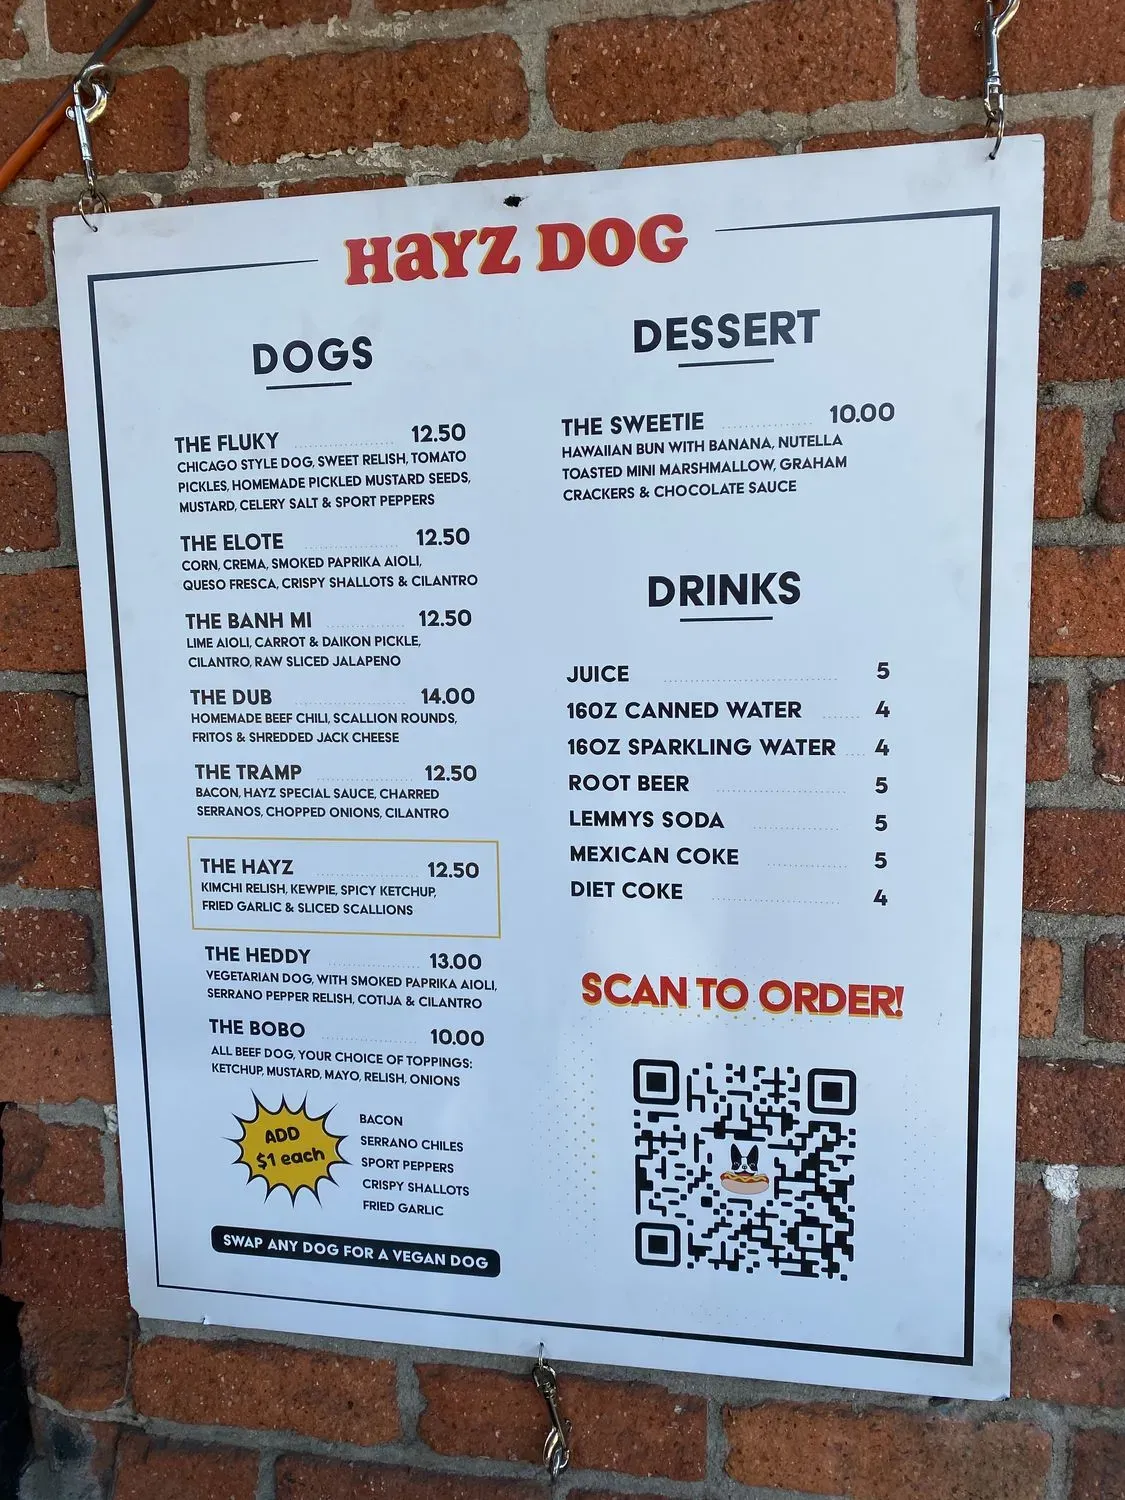 HAYZ DOG
DOGS
THE FLUKY 12.50
CHICAGO STYLE DOG, SWEET RELISH, TOMATO
PICKLES, HOMEMADE PICKLED MUSTARD SEEDS,
MUSTARD, CELERY SALT & SPORT PEPPERS
THE ELOTE 12.50
CORN, CREMA, SMOKED PAPRIKA AIOLI,
QUESO FRESCA, CRISPY SHALLOTS & CILANTRO
THE BANH MI 12.50
LIME AIOLI, CARROT & DAIKON PICKLE,
CILANTRO, RAW SLICED JALAPENO
THE DUB 14.00
HOMEMADE BEEF CHILI, SCALLION ROUNDS,
FRITOS & SHREDDED JACK CHEESE
THE TRAMP 12.50
BACON, HAYZ SPECIAL SAUCE, CHARRED
SERRANOS, CHOPPED ONIONS, CILANTRO
THE HAYZ 12.50
KIMCHI RELISH, KEWPIE, SPICY KETCHUP,
FRIED GARLIC & SLICED SCALLIONS
THE HEDDY 13.00
VEGETARIAN DOG, WITH SMOKED PAPRIKA AIOLI,
SERRANO PEPPER RELISH, COTIJA & CILANTRO
THE BOBO 10.00
ALL BEEF DOG, YOUR CHOICE OF TOPPINGS:
KETCHUP, MUSTARD, MAYO, RELISH, ONIONS
ADD
$1 each
BACON
SERRANO CHILES
SPORT PEPPERS
CRISPY SHALLOTS
FRIED GARLIC
SWAP ANY DOG FOR A VEGAN DOG
DESSERT
THE SWEETIE 10.00
HAWAIIAN BUN WITH BANANA, NUTELLA
TOASTED MINI MARSHMALLOW, GRAHAM
CRACKERS & CHOCOLATE SAUCE
DRINKS
JUICE 5
16OZ CANNED WATER 4
16OZ SPARKLING WATER 4
ROOT BEER 5
LEMMYS SODA 5
MEXICAN COKE 5
DIET COKE 4
SCAN TO ORDER!